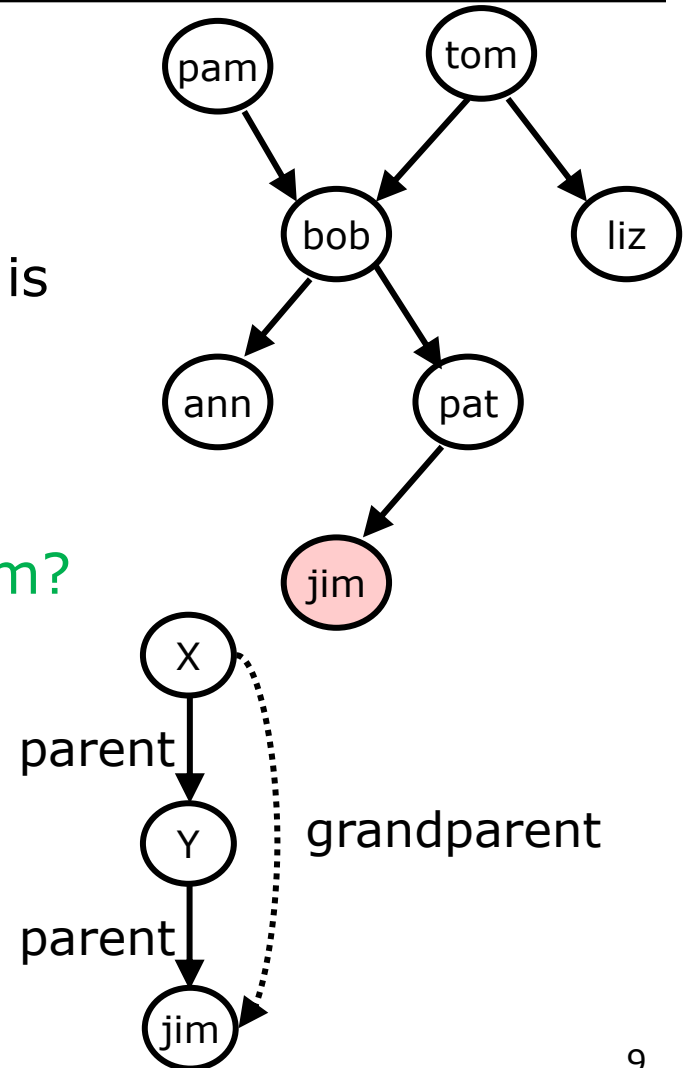 pam
tom
bob
liz
is
ann
pat
jim
m?
X
parent
Y
grandparent
parent
jim
9